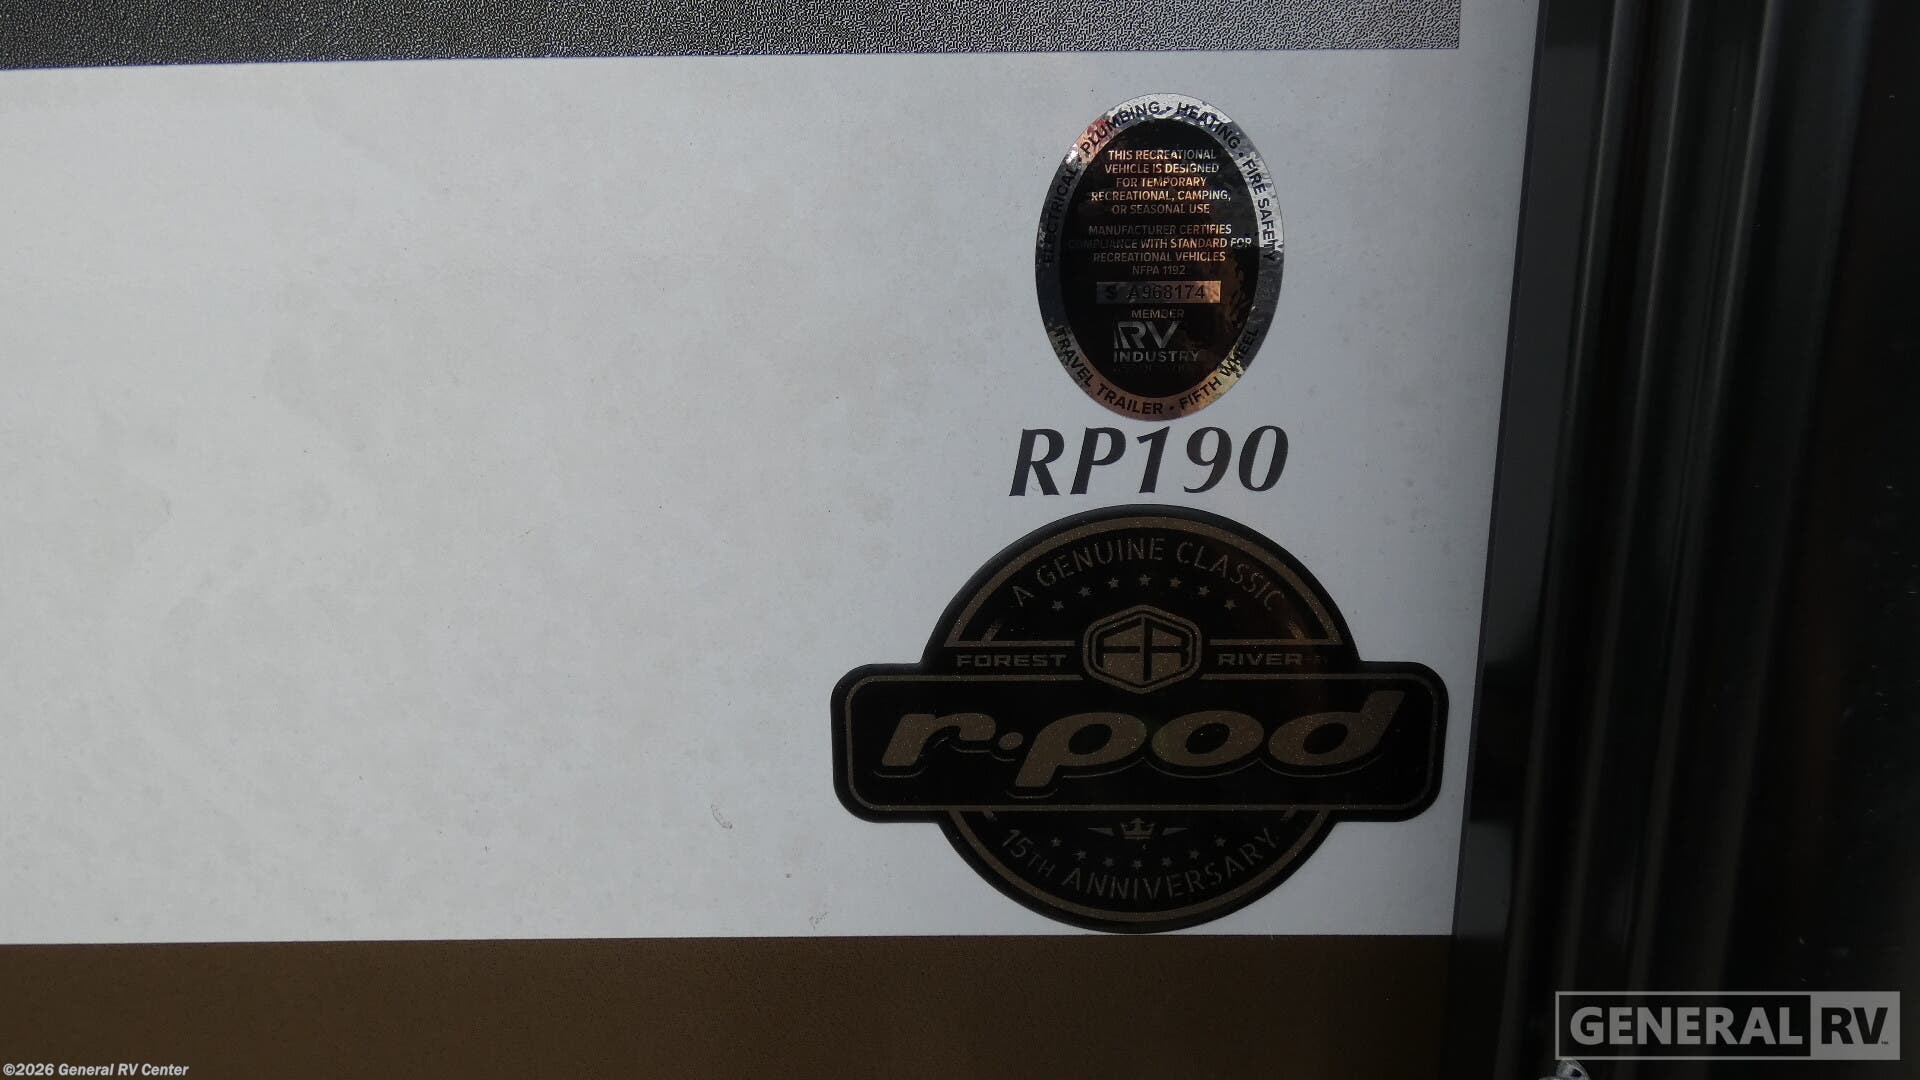 ELECTRICAL • PLUMBING • HEATING • FIRE SAFETY
THIS RECREATIONAL
VEHICLE IS DESIGNED
FOR TEMPORARY
RECREATIONAL, CAMPING,
OR SEASONAL USE
MANUFACTURER CERTIFIES
COMPLIANCE WITH STANDARD FOR
RECREATIONAL VEHICLES
NFPA 1192
S A968174
MEMBER
RV
INDUSTRY
TRAVEL TRAILER • FIFTH WHEEL
RP190
A GENUINE CLASSIC
FR
FOREST RIVER
r·pod
15TH ANNIVERSARY
GENERAL RV
©2026 General RV Center